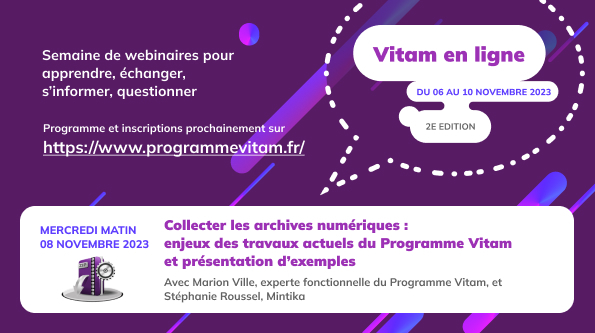 Semaine de webinaires pour
apprendre, échanger,
s'informer, questionner
Programme et inscriptions prochainement sur
https://www.programmevitam.fr/
Vitam en ligne
DU 06 AU 10 NOVEMBRE 2023
2E EDITION
MERCREDI MATIN
08 NOVEMBRE 2023
Collecter les archives numériques :
enjeux des travaux actuels du Programme Vitam
et présentation d'exemples
Avec Marion Ville, experte fonctionnelle du Programme Vitam, et
Stéphanie Roussel, Mintika